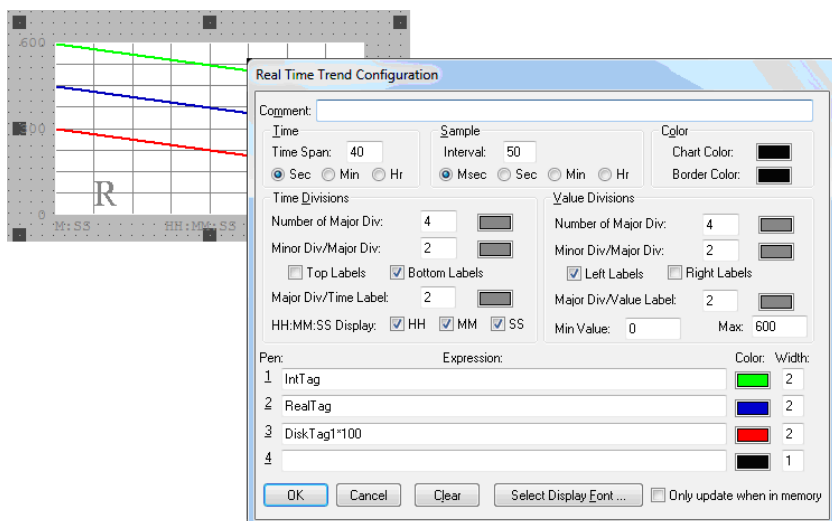 600
300
0
R
M:SS HH:MM:SS
Real Time Trend Configuration
Comment:
Time
Time Span: 40
Sec Min Hr
Sample
Interval: 50
Msec Sec Min Hr
Color
Chart Color:
Border Color:
Time Divisions
Number of Major Div: 4
Minor Div/Major Div: 2
Top Labels Bottom Labels
Major Div/Time Label: 2
HH:MM:SS Display: HH MM SS
Value Divisions
Number of Major Div: 4
Minor Div/Major Div: 2
Left Labels Right Labels
Major Div/Value Label: 2
Min Value: 0 Max: 600
Pen: Expression: Color: Width:
1 IntTag 2
2 RealTag 2
3 DiskTag1*100 2
4 1
OK Cancel Clear Select Display Font ... Only update when in memory